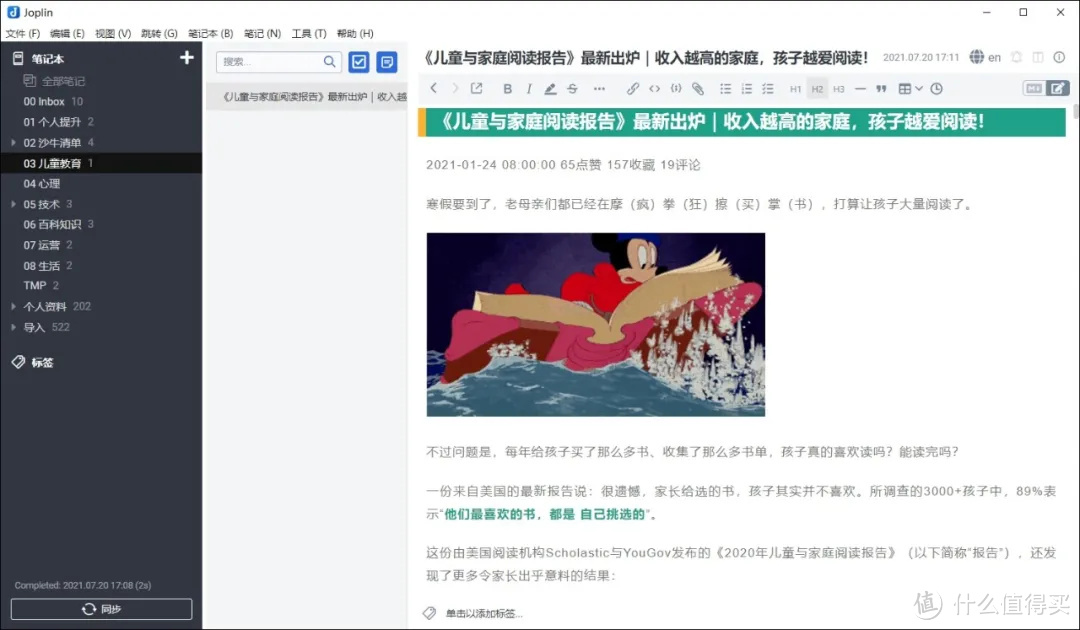 Joplin
文件 (F) 编辑 (E) 视图 (V) 跳转 (G) 笔记本 (B) 笔记 (N) 工具 (T) 帮助 (H)
笔记本
全部笔记
00 Inbox 10
01 个人提升 2
02 沙牛清单 4
03 儿童教育 1
04 心理
05 技术 3
06 百科知识 3
07 运营 2
08 生活 2
TMP 2
个人资料 202
导入 522
标签
Completed: 2021.07.20 17:08 (2s)
同步
搜索...
《儿童与家庭阅读报告》最新出炉｜收入越
《儿童与家庭阅读报告》最新出炉｜收入越高的家庭，孩子越爱阅读！ 2021.07.20 17:11 en
B I S H1 H2 H3
《儿童与家庭阅读报告》最新出炉｜收入越高的家庭，孩子越爱阅读！
2021-01-24 08:00:00 65点赞 157收藏 19评论
寒假要到了，老母亲们都已经在摩（疯）拳（狂）擦（买）掌（书），打算让孩子大量阅读了。
不过问题是，每年给孩子买了那么多书、收集了那么多书单，孩子真的喜欢读吗？能读完吗？
一份来自美国的最新报告说：很遗憾，家长给选的书，孩子其实并不喜欢。所调查的3000+孩子中，89%表
示“他们最喜欢的书，都是 自己挑选的”。
这份由美国阅读机构Scholastic与YouGov发布的《2020年儿童与家庭阅读报告》（以下简称“报告”），还发
现了更多令家长出乎意料的结果：
单击以添加标签...
值 什么值得买